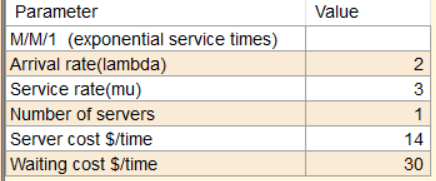 Parameter Value
M/M/1 (exponential service times)
Arrival rate(lambda) 2
Service rate(mu) 3
Number of servers 1
Server cost $/time 14
Waiting cost $/time 30